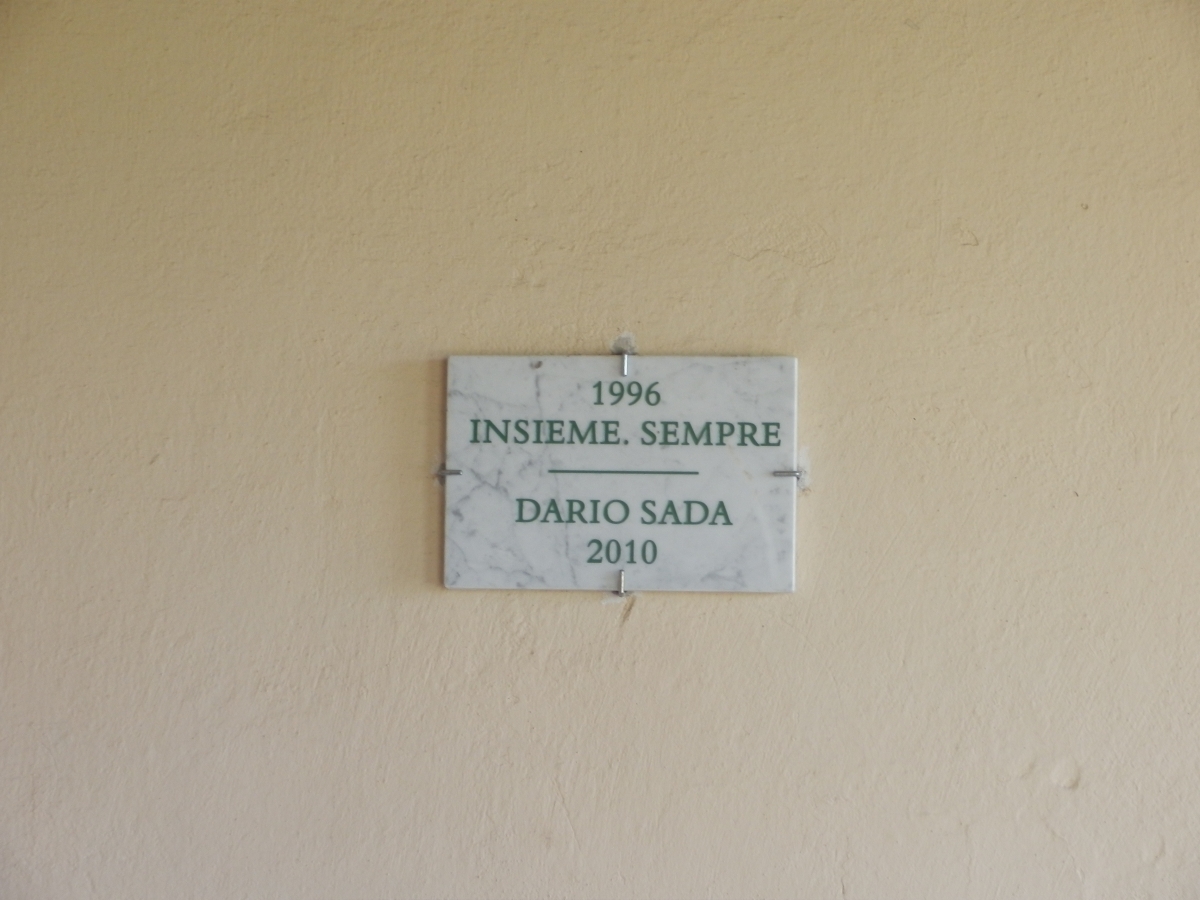 1996
INSIEME. SEMPRE
DARIO SADA
2010